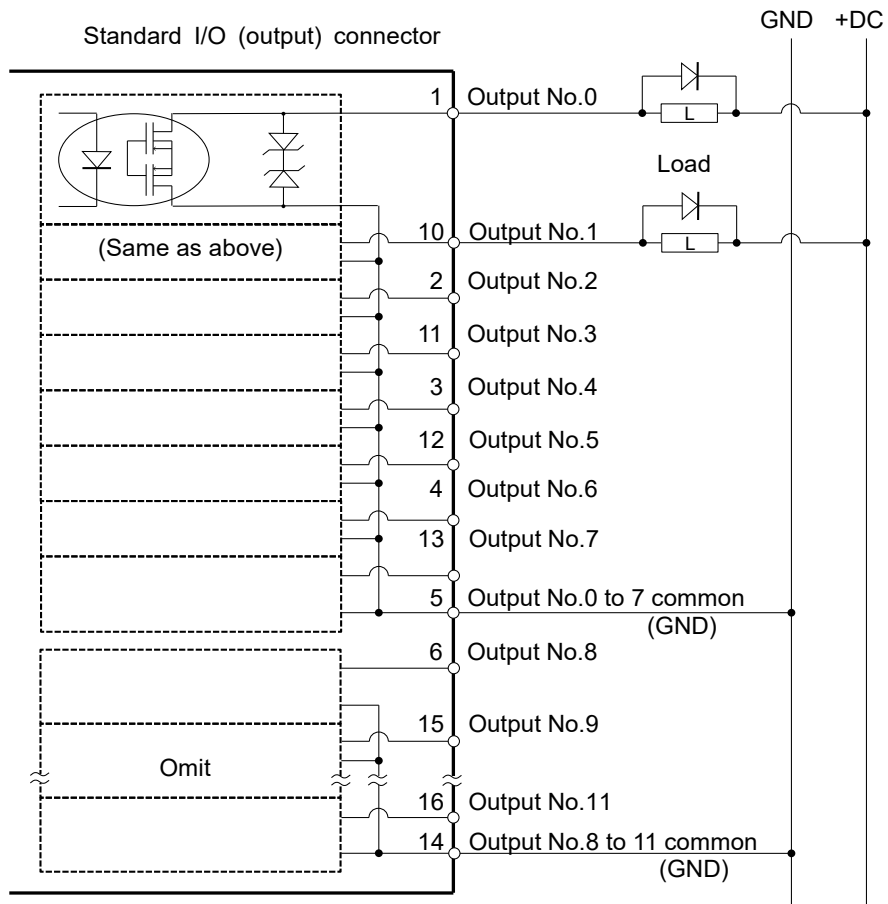 GND +DC
Standard I/O (output) connector
1 Output No.0
L
Load
(Same as above)
10 Output No.1
L
2 Output No.2
11 Output No.3
3 Output No.4
12 Output No.5
4 Output No.6
13 Output No.7
5 Output No.0 to 7 common
(GND)
6 Output No.8
15 Output No.9
Omit
16 Output No.11
14 Output No.8 to 11 common
(GND)